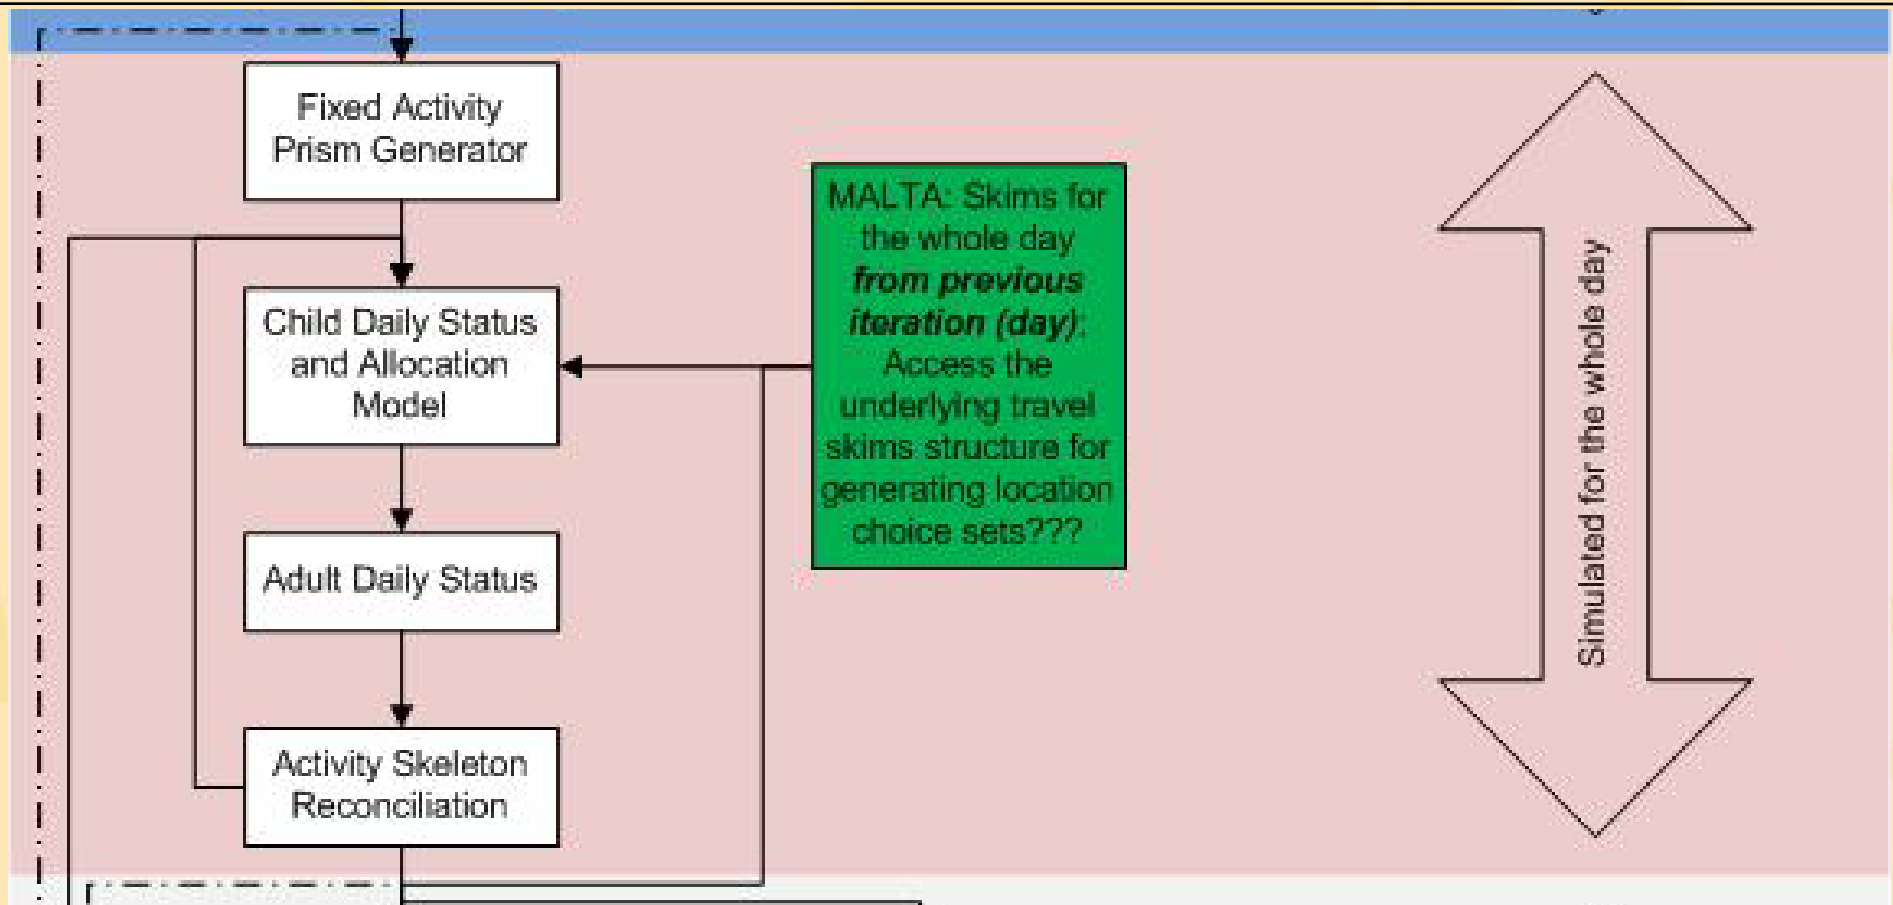 Fixed Activity
Prism Generator
Child Daily Status
and Allocation
Model
Adult Daily Status
Activity Skeleton
Reconciliation
MALTA: Skims for
the whole day
from previous
iteration (day);
Access the
underlying travel
skims structure for
generating location
choice sets???
Simulated for the whole day